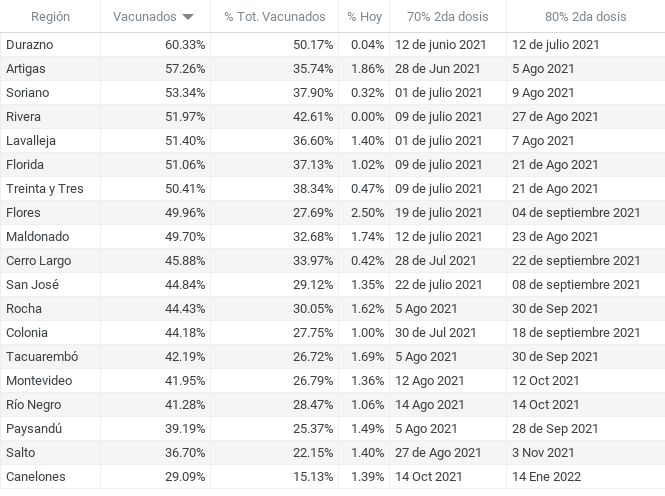 Región Vacunados % Tot. Vacunados % Hoy 70% 2da dosis 80% 2da dosis
Durazno 60.33% 50.17% 0.04% 12 de junio 2021 12 de julio 2021
Artigas 57.26% 35.74% 1.86% 28 de Jun 2021 5 Ago 2021
Soriano 53.34% 37.90% 0.32% 01 de julio 2021 9 Ago 2021
Rivera 51.97% 42.61% 0.00% 09 de julio 2021 27 de Ago 2021
Lavalleja 51.40% 36.60% 1.40% 01 de julio 2021 7 Ago 2021
Florida 51.06% 37.13% 1.02% 09 de julio 2021 21 de Ago 2021
Treinta y Tres 50.41% 38.34% 0.47% 09 de julio 2021 21 de Ago 2021
Flores 49.96% 27.69% 2.50% 19 de julio 2021 04 de septiembre 2021
Maldonado 49.70% 32.68% 1.74% 12 de julio 2021 23 de Ago 2021
Cerro Largo 45.88% 33.97% 0.42% 28 de Jul 2021 22 de septiembre 2021
San José 44.84% 29.12% 1.35% 22 de julio 2021 08 de septiembre 2021
Rocha 44.43% 30.05% 1.62% 5 Ago 2021 30 de Sep 2021
Colonia 44.18% 27.75% 1.00% 30 de Jul 2021 18 de septiembre 2021
Tacuarembó 42.19% 26.72% 1.69% 5 Ago 2021 30 de Sep 2021
Montevideo 41.95% 26.79% 1.36% 12 Ago 2021 12 Oct 2021
Río Negro 41.28% 28.47% 1.06% 14 Ago 2021 14 Oct 2021
Paysandú 39.19% 25.37% 1.49% 5 Ago 2021 28 de Sep 2021
Salto 36.70% 22.15% 1.40% 27 de Ago 2021 3 Nov 2021
Canelones 29.09% 15.13% 1.39% 14 Oct 2021 14 Ene 2022